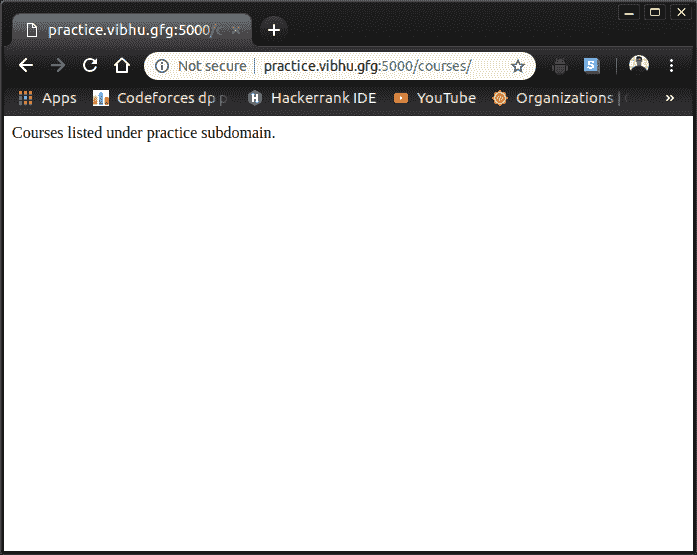 practice.vibhu.gfg:5000/c
Not secure practice.vibhu.gfg:5000/courses/
Apps Codeforces dp p Hackerrank IDE YouTube Organizations | »
Courses listed under practice subdomain.